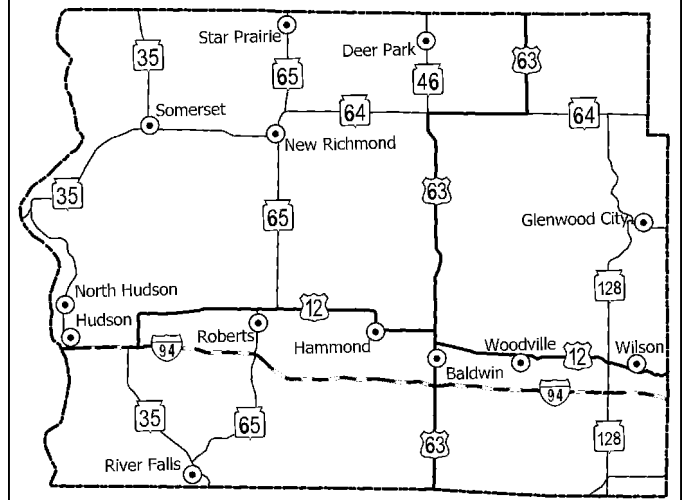 Star Prairie
Deer Park
35
65
46
63
Somerset
64
64
New Richmond
35
65
63
Glenwood City
128
North Hudson
12
Hudson
Roberts
Hammond
94
Woodville
12
Wilson
Baldwin
94
35
65
63
128
River Falls